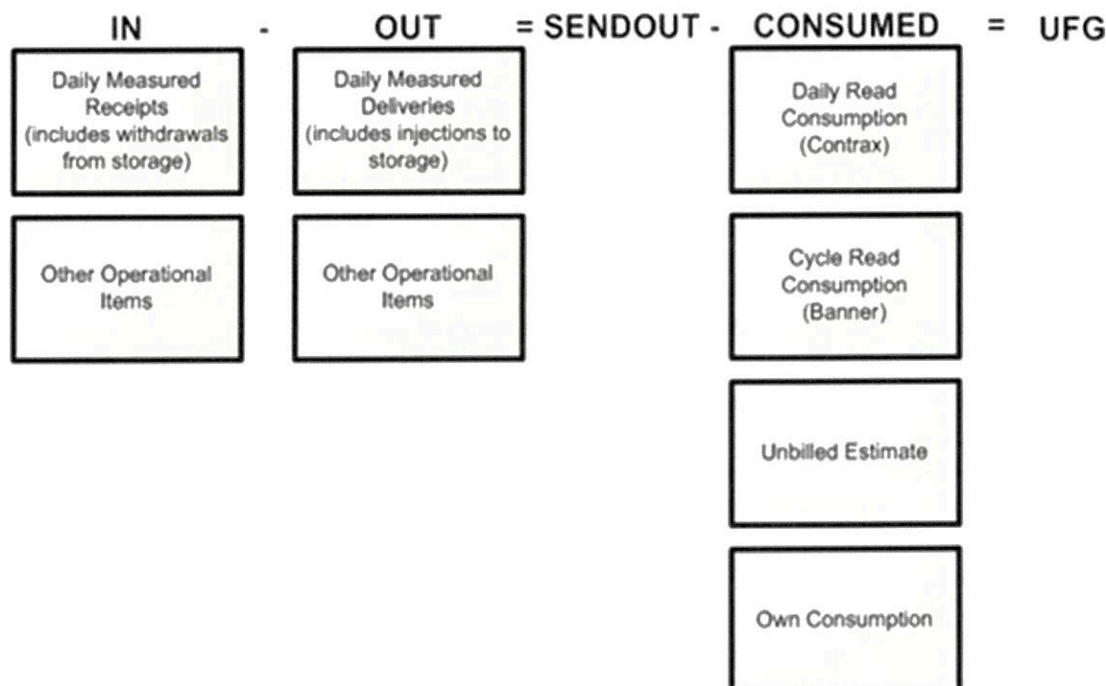 IN - OUT = SENDOUT - CONSUMED = UFG
Daily Measured
Receipts
(includes withdrawals
from storage)
Daily Measured
Deliveries
(includes injections to
storage)
Daily Read
Consumption
(Contrax)
Other Operational
Items
Other Operational
Items
Cycle Read
Consumption
(Banner)
Unbilled Estimate
Own Consumption